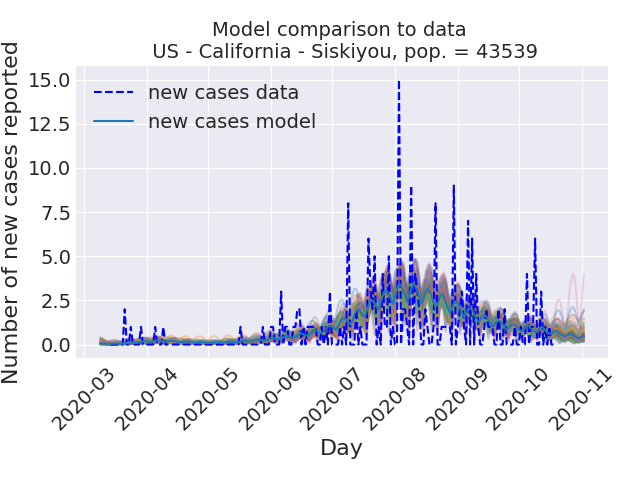 Model comparison to data
US - California - Siskiyou, pop. = 43539
Number of new cases reported
15.0
12.5
10.0
7.5
5.0
2.5
0.0
new cases data
new cases model
2020-03
2020-04
2020-05
2020-06
2020-07
2020-08
2020-09
2020-10
2020-11
Day